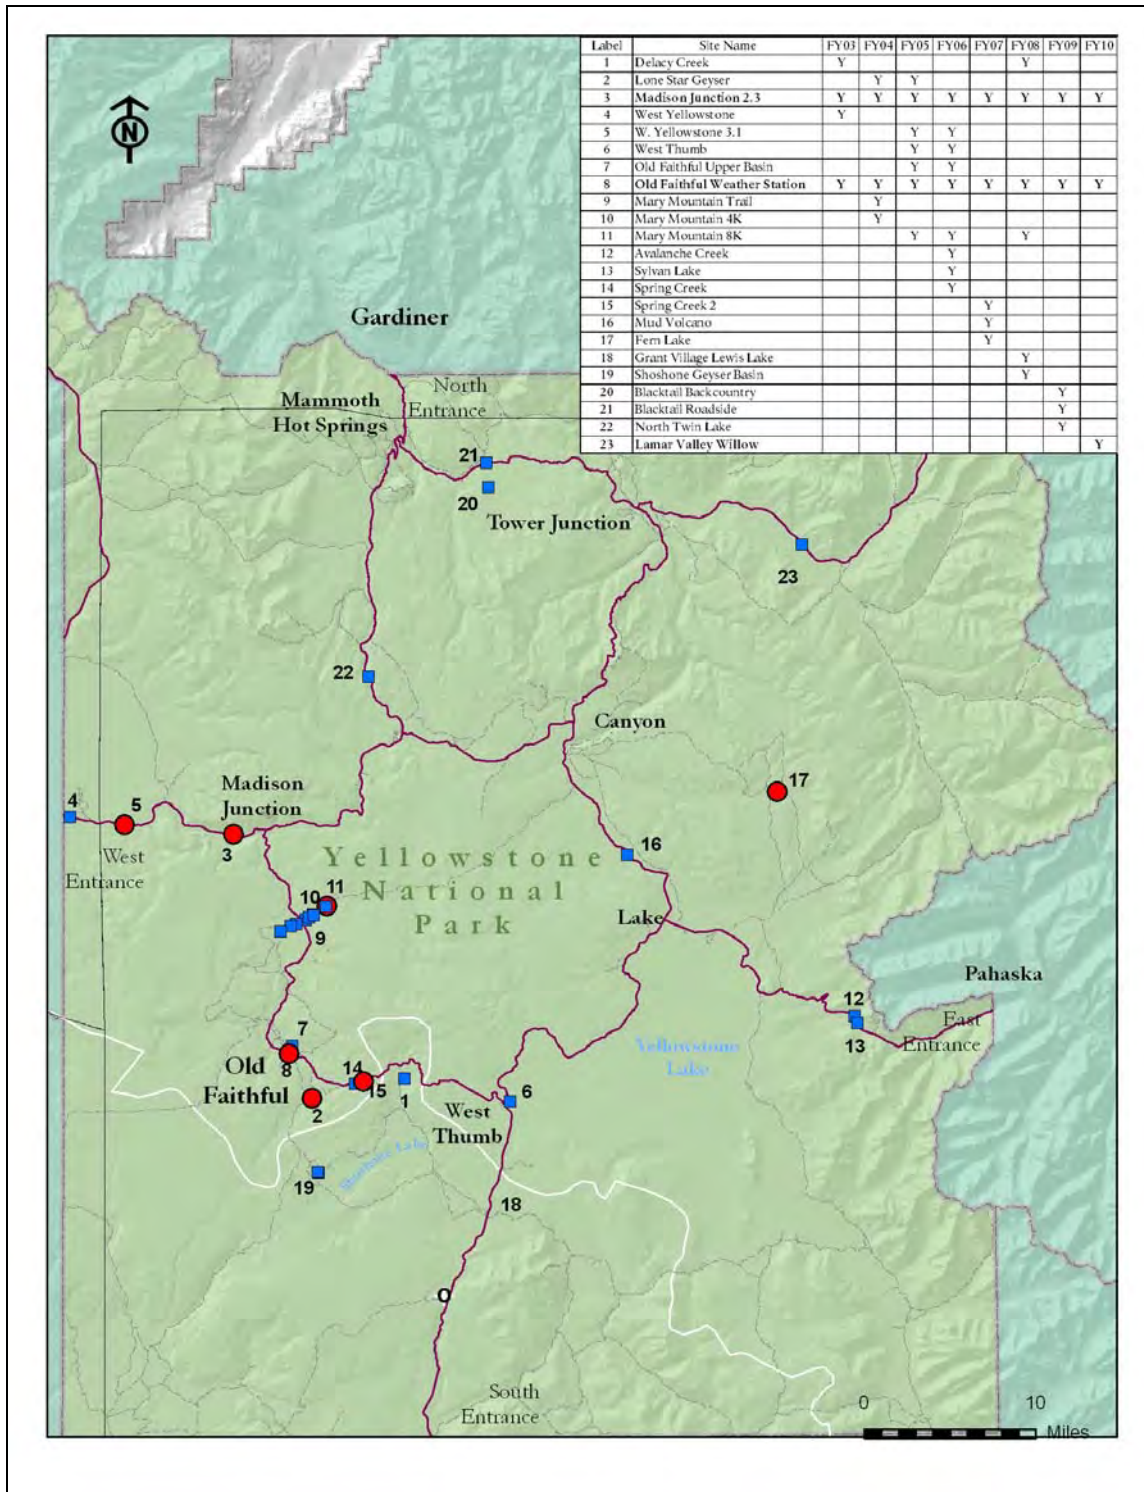 Label Site Name FY03 FY04 FY05 FY06 FY07 FY08 FY09 FY10
1 Delacy Creek Y Y
2 Lone Star Geyser Y Y
3 Madison Junction 2.3 Y Y Y Y Y Y Y Y
4 West Yellowstone Y
5 W. Yellowstone 3.1 Y Y
6 West Thumb Y Y
7 Old Faithful Upper Basin Y Y
8 Old Faithful Weather Station Y Y Y Y Y Y Y Y
9 Mary Mountain Trail Y
10 Mary Mountain 4K Y
11 Mary Mountain 8K Y Y Y
12 Avalanche Creek Y
13 Sylvan Lake Y
14 Spring Creek Y
15 Spring Creek 2 Y
16 Mud Volcano Y
17 Fern Lake Y
18 Grant Village Lewis Lake Y
19 Shoshone Geyser Basin Y
20 Blacktail Backcountry Y
21 Blacktail Roadside Y
22 North Twin Lake Y
23 Lamar Valley Willow Y
N
Gardiner
North
Entrance
Mammoth
Hot Springs
21
20
Tower Junction
23
22
Canyon
Madison
Junction
17
4
5
3
West
Entrance
16
Yellowstone
National
Park
10
11
9
Lake
Pahaska
12
13
East
Entrance
7
8
Old
Faithful
14
15
1
2
6
West
Thumb
Yellowstone
Lake
Shoshone Lake
19
18
O
South
Entrance
0 10
Miles